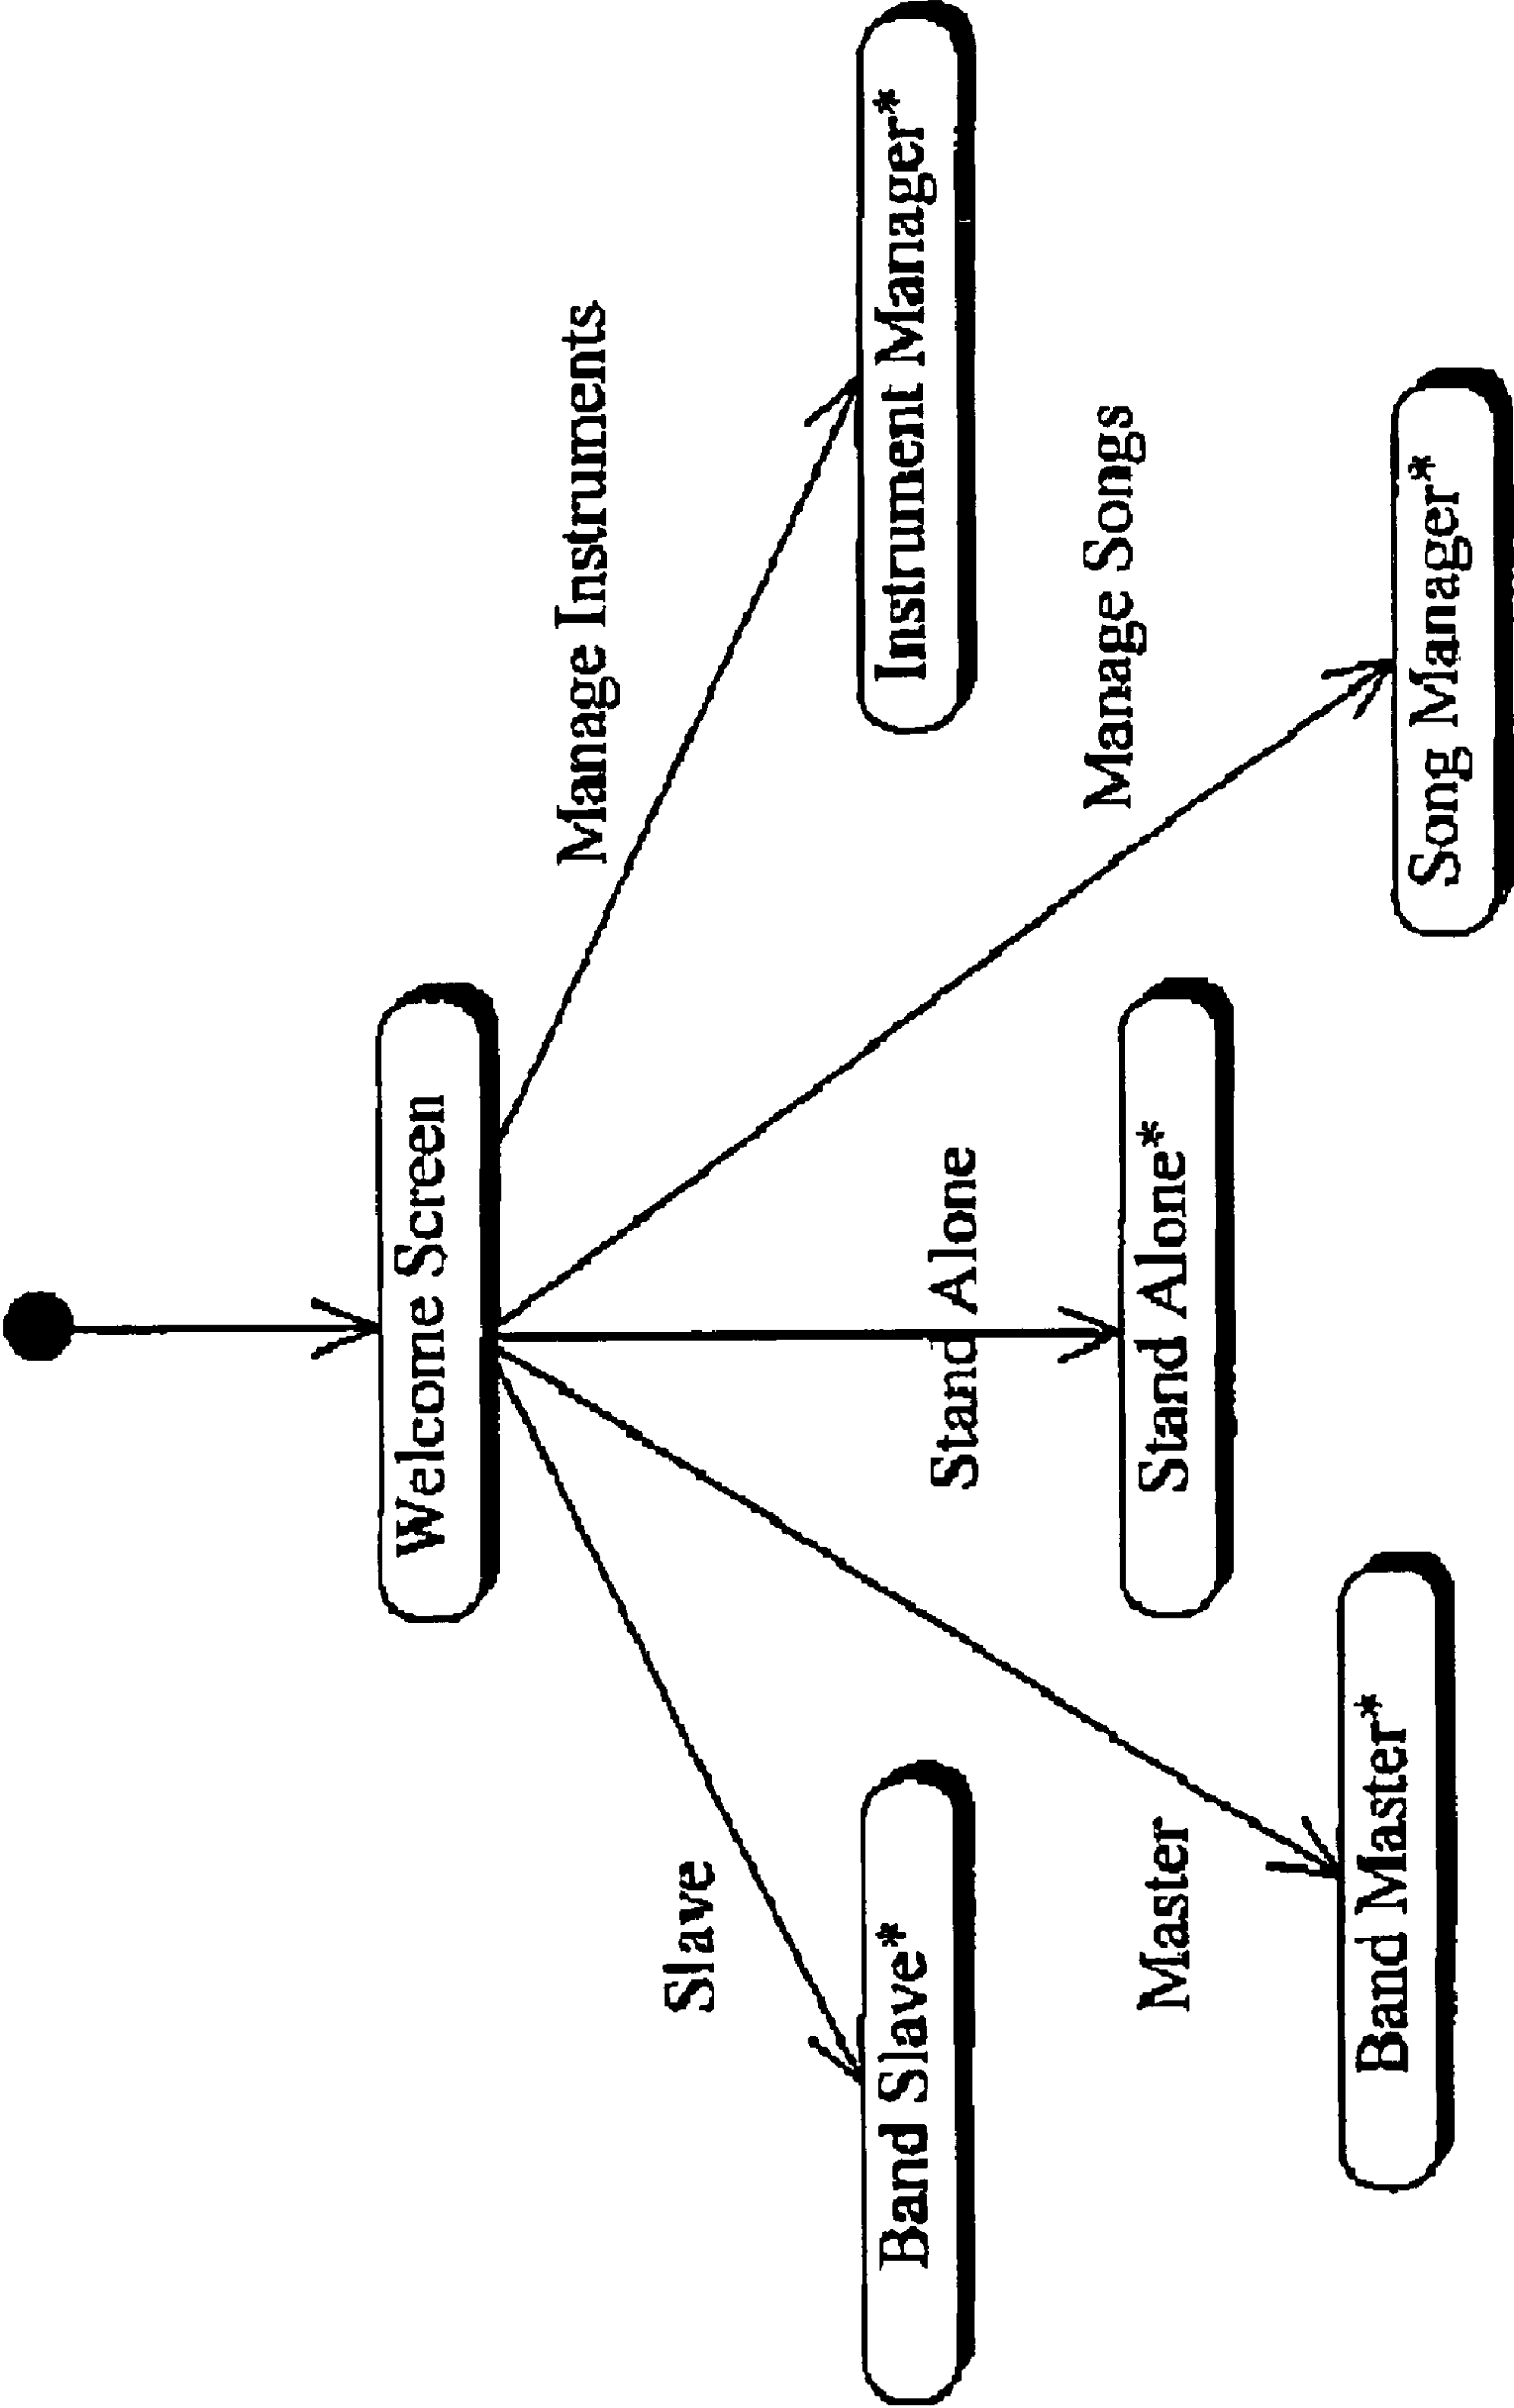 Welcome Screen
Slave
Manage Instruments
Band Slave*
Instrument Manager*
Stand Alone
Master
Manage Songs
Stand Alone*
Band Master*
Song Manager*